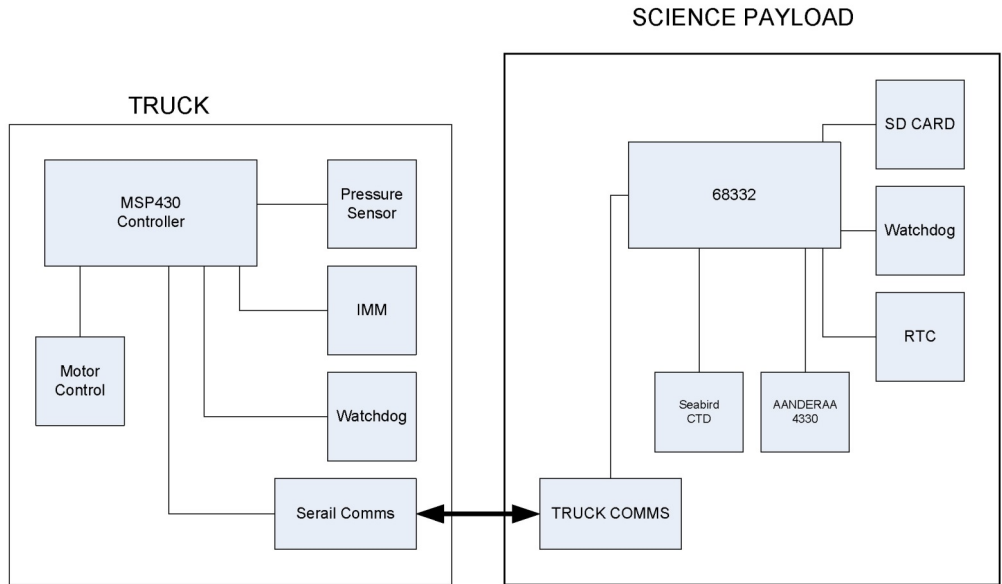 SCIENCE PAYLOAD
TRUCK
MSP430
Controller
Pressure
Sensor
IMM
Motor
Control
Watchdog
Serail Comms
SD CARD
68332
Watchdog
RTC
Seabird
CTD
AANDERAA
4330
TRUCK COMMS